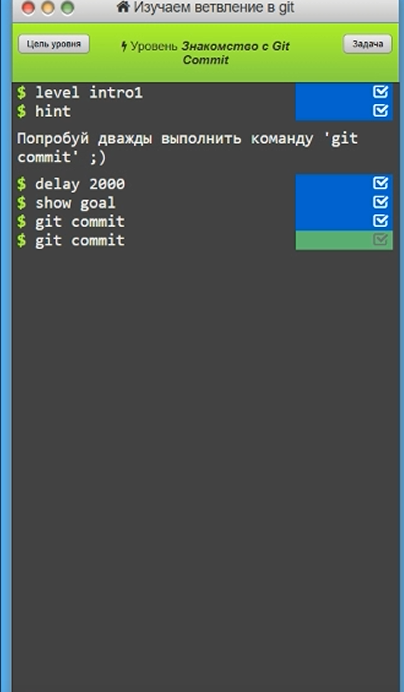 Изучаем ветвление в git
Цель уровня
Уровень Знакомство с Git
Commit
Задача
$ level intro1
$ hint
Попробуй дважды выполнить команду 'git
commit' ;)
$ delay 2000
$ show goal
$ git commit
$ git commit